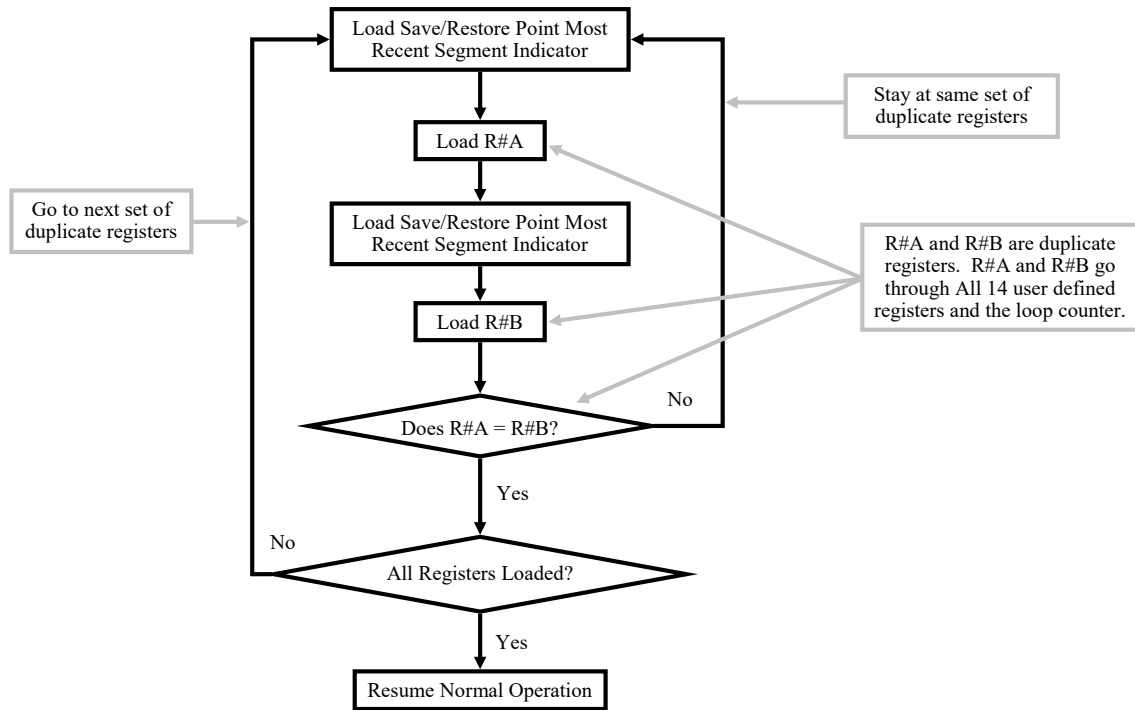 Load Save/Restore Point Most
Recent Segment Indicator
Stay at same set of
duplicate registers
Load R#A
Go to next set of
duplicate registers
Load Save/Restore Point Most
Recent Segment Indicator
R#A and R#B are duplicate
registers.  R#A and R#B go
through All 14 user defined
registers and the loop counter.
Load R#B
No
Does R#A = R#B?
Yes
No
All Registers Loaded?
Yes
Resume Normal Operation